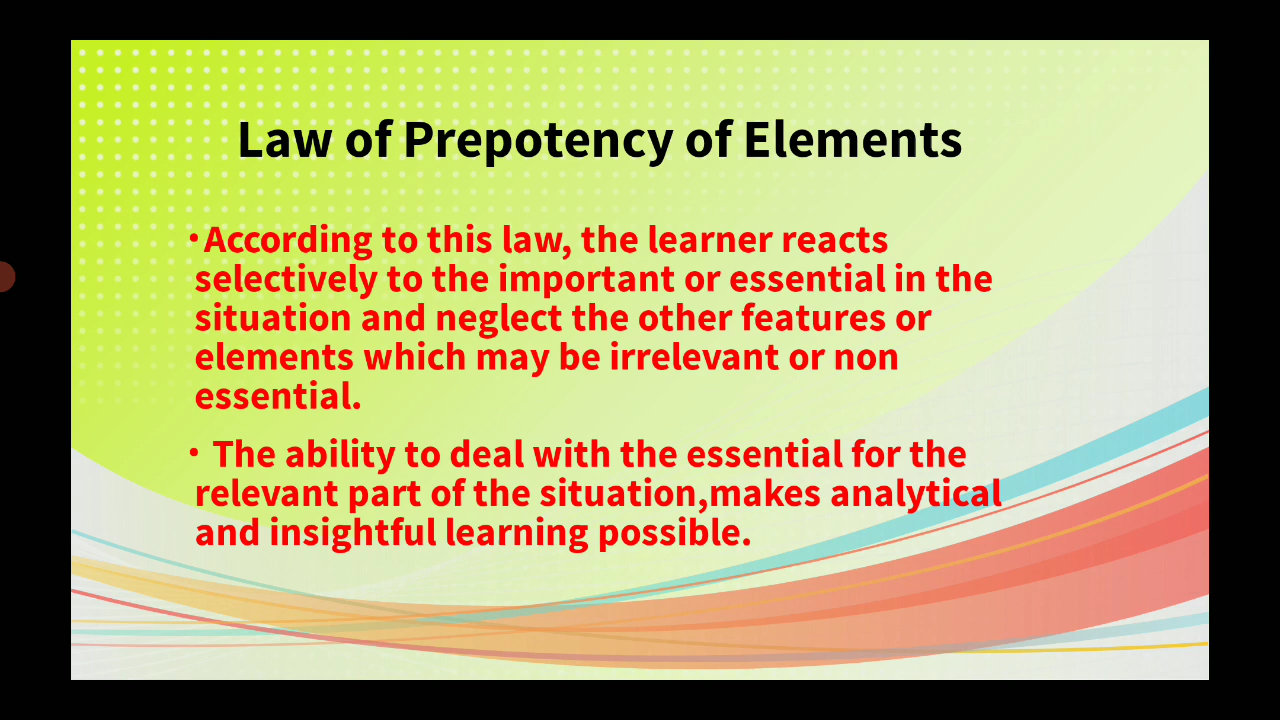 Law of Prepotency of Elements
•According to this law, the learner reacts
selectively to the important or essential in the
situation and neglect the other features or
elements which may be irrelevant or non
essential.
• The ability to deal with the essential for the
relevant part of the situation,makes analytical
and insightful learning possible.